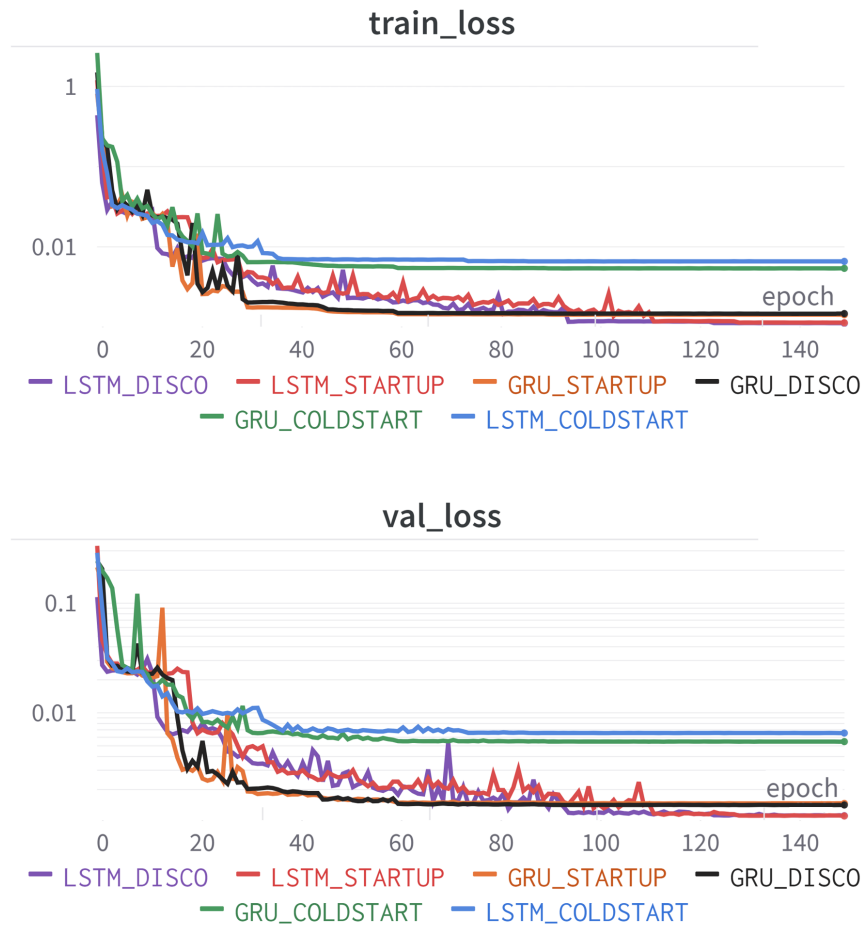 train_loss
1
0.01
epoch
0 20 40 60 80 100 120 140
LSTM_DISCO LSTM_STARTUP GRU_STARTUP GRU_DISCO
GRU_COLDSTART LSTM_COLDSTART
val_loss
0.1
0.01
epoch
0 20 40 60 80 100 120 140
LSTM_DISCO LSTM_STARTUP GRU_STARTUP GRU_DISCO
GRU_COLDSTART LSTM_COLDSTART